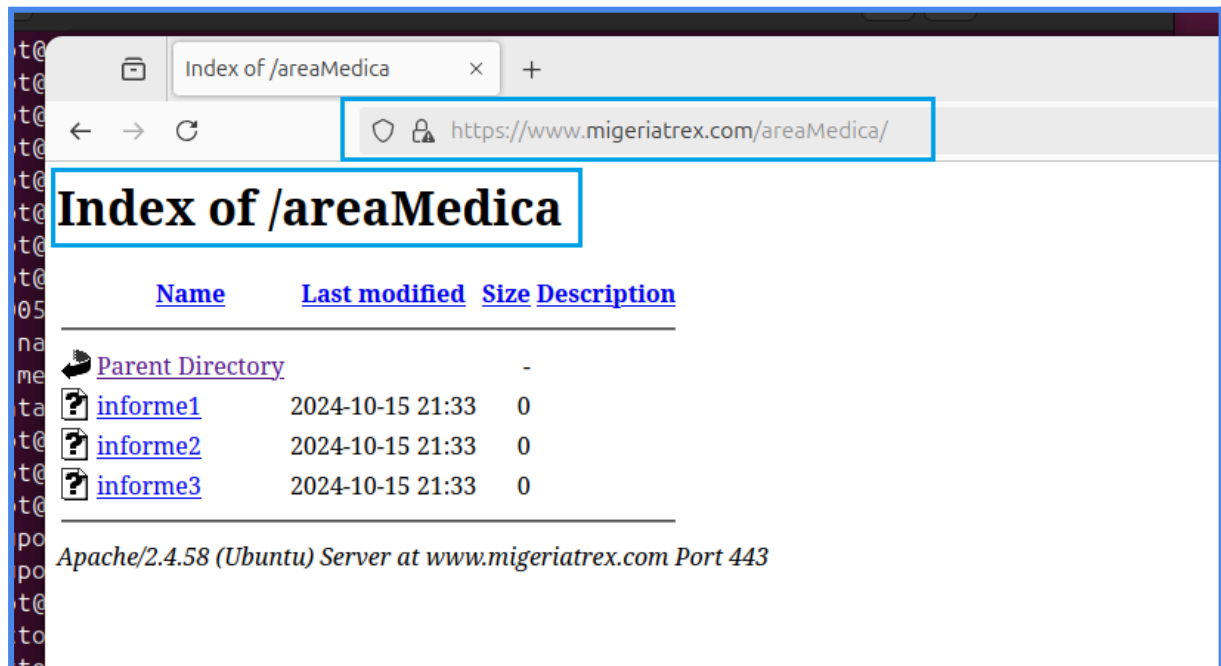 Index of /areaMedica
https://www.migeriatrex.com/areaMedica/
Index of /areaMedica
Name Last modified Size Description
Parent Directory -
informe1 2024-10-15 21:33 0
informe2 2024-10-15 21:33 0
informe3 2024-10-15 21:33 0
Apache/2.4.58 (Ubuntu) Server at www.migeriatrex.com Port 443